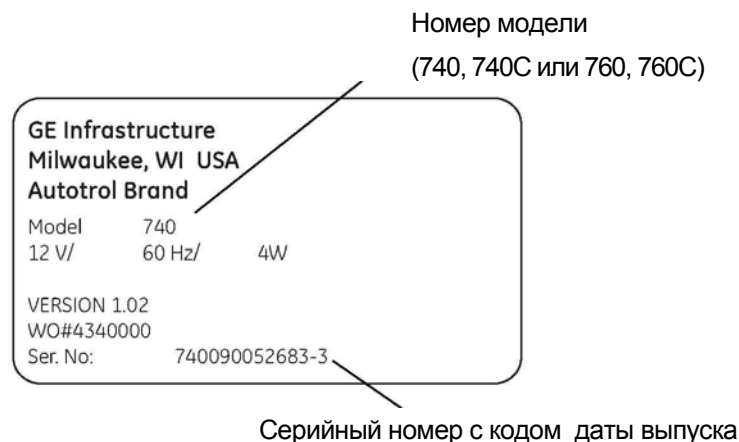 Номер модели
(740, 740C или 760, 760C)
GE Infrastructure
Milwaukee, WI USA
Autotrol Brand
Model 740
12 V/ 60 Hz/ 4W
VERSION 1.02
WO#4340000
Ser. No: 740090052683-3
Серийный номер с кодом даты выпуска